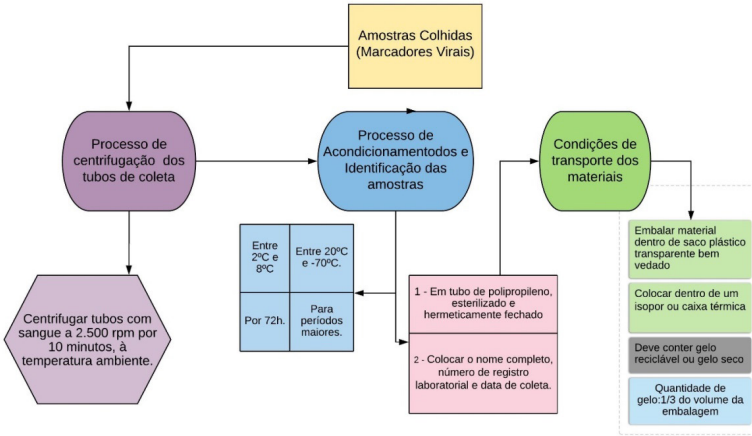 Amostras Colhidas
(Marcadores Virais)
Processo de
centrifugação dos
tubos de coleta
Processo de
Acondicionamentodos e
Identificação das
amostras
Condições de
transporte dos
materiais
Centrifugar tubos com
sangue a 2.500 rpm por
10 minutos, à
temperatura ambiente.
Entre
2ºC e
8ºC
Entre 20ºC
e -70ºC.
Por 72h.
Para
períodos
maiores.
1 - Em tubo de polipropileno,
esterilizado e
hermeticamente fechado
2 - Colocar o nome completo,
número de registro
laboratorial e data de coleta.
Embalar material
dentro de saco plástico
transparente bem
vedado
Colocar dentro de um
isopor ou caixa térmica
Deve conter gelo
reciclável ou gelo seco
Quantidade de
gelo:1/3 do volume da
embalagem